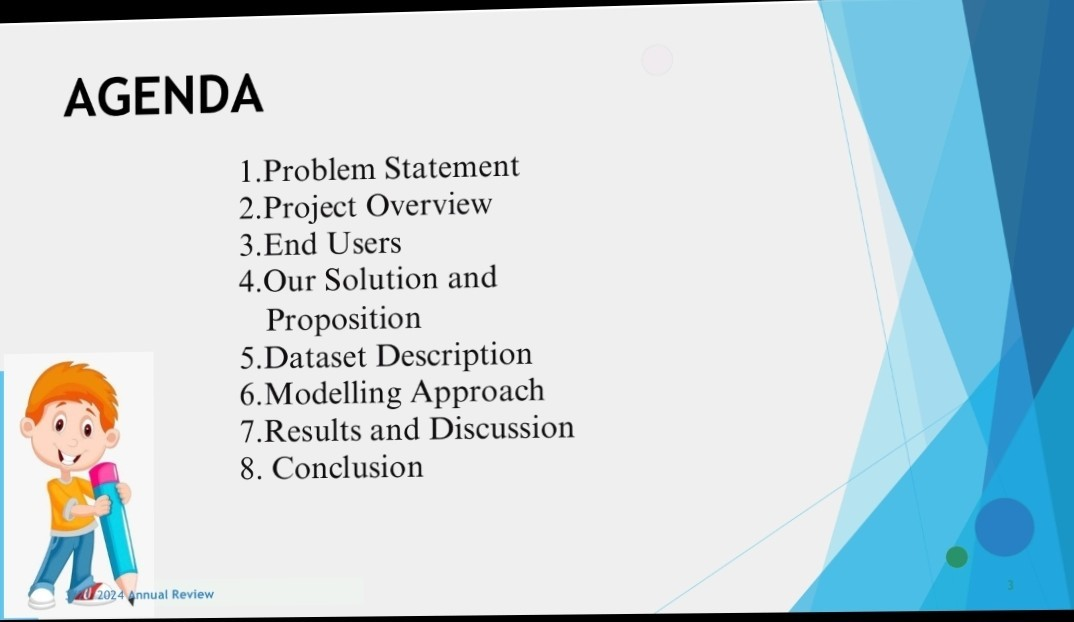 AGENDA
1.Problem Statement
2.Project Overview
3.End Users
4.Our Solution and
Proposition
5.Dataset Description
6.Modelling Approach
7.Results and Discussion
8. Conclusion
2024 Annual Review
3